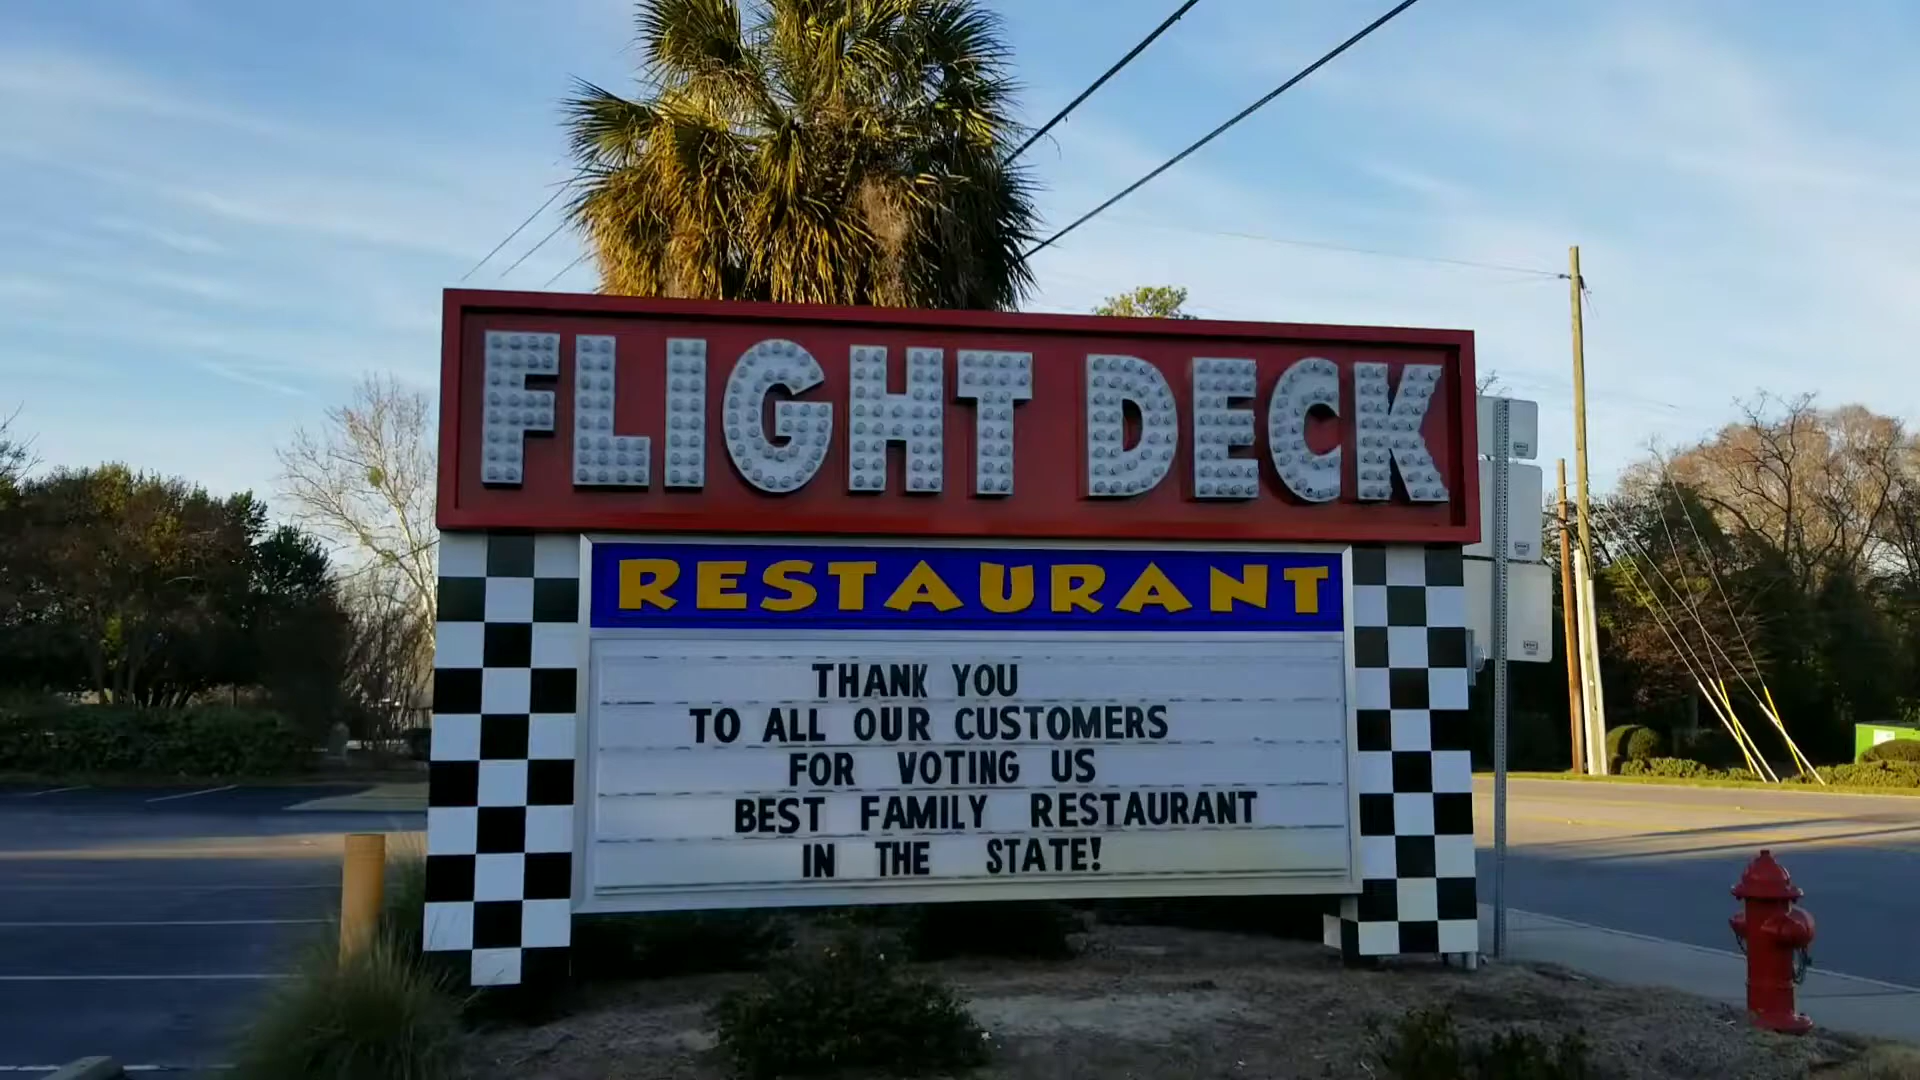 FLIGHT DECK
RESTAURANT
THANK YOU
TO ALL OUR CUSTOMERS
FOR VOTING US
BEST FAMILY RESTAURANT
IN THE STATE!